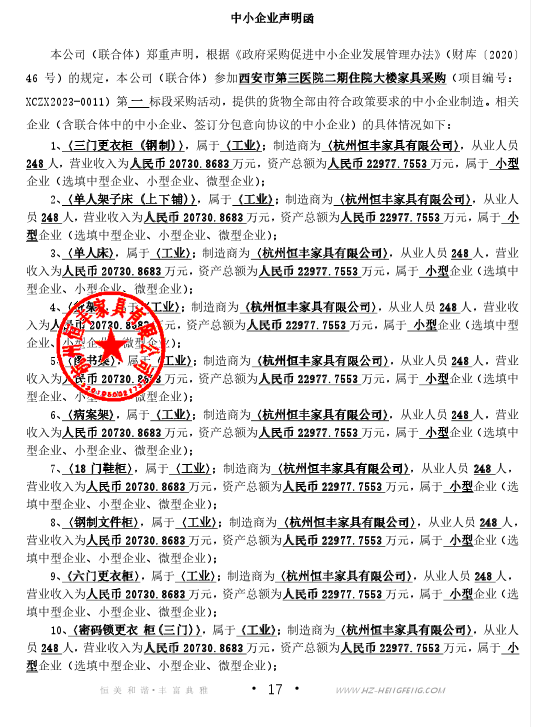 中小企业声明函
本公司（联合体）郑重声明，根据《政府采购促进中小企业发展管理办法》（财库〔2020〕
46 号）的规定，本公司（联合体）参加西安市第三医院二期住院大楼家具采购（项目编号：
XCZX2023-0011）第 一 标段采购活动，提供的货物全部由符合政策要求的中小企业制造。相关
企业（含联合体中的中小企业、签订分包意向协议的中小企业）的具体情况如下：
1、（三门更衣柜（钢制）），属于（工业）；制造商为（杭州恒丰家具有限公司），从业人员
248 人，营业收入为人民币 20730.8683 万元，资产总额为人民币 22977.7553 万元，属于 小型
企业（选填中型企业、小型企业、微型企业）；
2、（单人架子床（上下铺）），属于（工业）；制造商为（杭州恒丰家具有限公司），从业人
员 248 人，营业收入为人民币 20730.8683 万元，资产总额为人民币 22977.7553 万元，属于 小
型企业（选填中型企业、小型企业、微型企业）；
3、（单人床），属于（工业）；制造商为（杭州恒丰家具有限公司），从业人员 248 人，营业
收入为人民币 20730.8683 万元，资产总额为人民币 22977.7553 万元，属于 小型企业（选填中
型企业、小型企业、微型企业）；
4、架（工业）；制造商为（杭州恒丰家具有限公司），从业人员 248 人，营业收
入为人民币 20730.8683 万元，资产总额为人民币 22977.7553 万元，属于 小型企业（选填中型
企业、小型企业、微型企业）；
5、（图书架），属于（工业）；制造商为（杭州恒丰家具有限公司），从业人员 248 人，营业
收入为人民币 20730.8683 万元，资产总额为人民币 22977.7553 万元，属于 小型企业（选填中
型企业、小型企业、微型企业）；
6、（病案架），属于（工业）；制造商为（杭州恒丰家具有限公司），从业人员 248 人，营业
收入为人民币 20730.8683 万元，资产总额为人民币 22977.7553 万元，属于 小型企业（选填中
型企业、小型企业、微型企业）；
7、（18 门鞋柜），属于（工业）；制造商为（杭州恒丰家具有限公司），从业人员 248 人，
营业收入为人民币 20730.8683 万元，资产总额为人民币 22977.7553 万元，属于 小型企业（选
填中型企业、小型企业、微型企业）；
8、（钢制文件柜），属于（工业）；制造商为（杭州恒丰家具有限公司），从业人员 248 人，
营业收入为人民币 20730.8683 万元，资产总额为人民币 22977.7553 万元，属于 小型企业（选
填中型企业、小型企业、微型企业）；
9、（六门更衣柜），属于（工业）；制造商为（杭州恒丰家具有限公司），从业人员 248 人，
营业收入为人民币 20730.8683 万元，资产总额为人民币 22977.7553 万元，属于 小型企业（选
填中型企业、小型企业、微型企业）；
10、（密码锁更衣 柜(三门)），属于（工业）；制造商为（杭州恒丰家具有限公司），从业人
员 248 人，营业收入为人民币 20730.8683 万元，资产总额为人民币 22977.7553 万元，属于 小
型企业（选填中型企业、小型企业、微型企业）；
杭州恒丰家具有限公司
恒美和谐·丰富典雅 • 17 • WWW.HZ-HENGFENG.COM